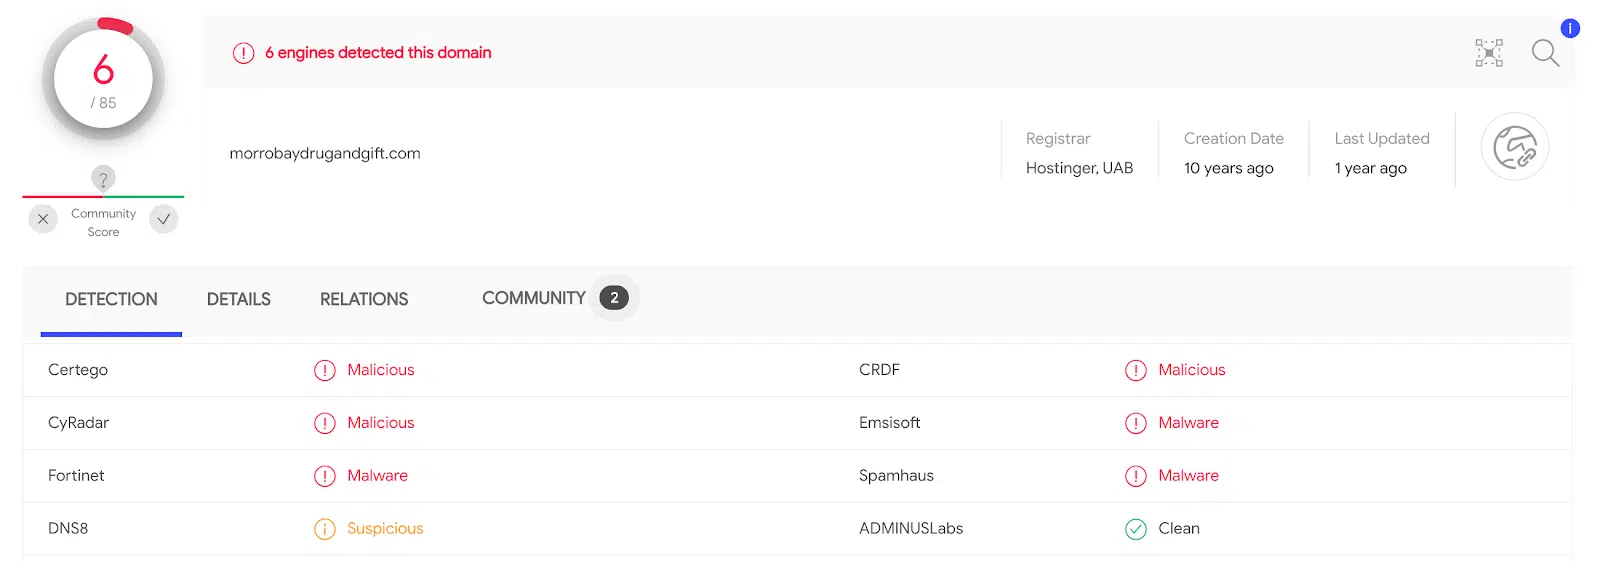 6
/ 85
?
Community
Score
6 engines detected this domain
i
morrobaydrugandgift.com
Registrar
Hostinger, UAB
Creation Date
10 years ago
Last Updated
1 year ago
DETECTION DETAILS RELATIONS COMMUNITY 2
Certego Malicious CRDF Malicious
CyRadar Malicious Emsisoft Malware
Fortinet Malware Spamhaus Malware
DNS8 Suspicious ADMINUSLabs Clean